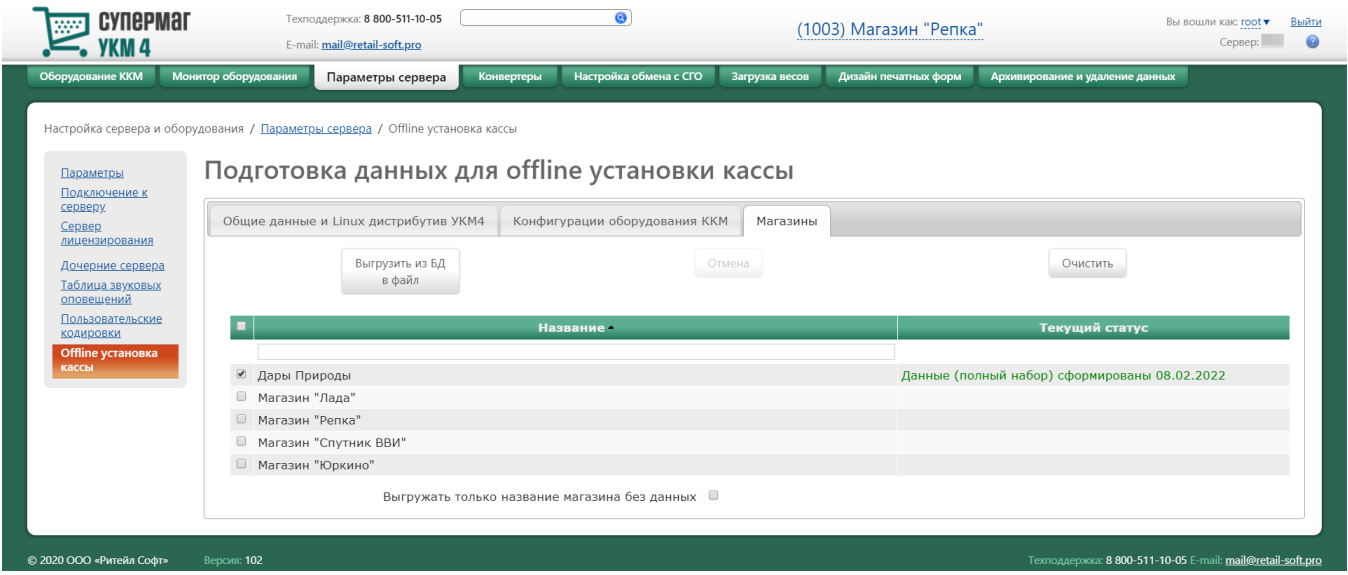 СУПЕРМАГ
УКМ 4
Техподдержка: 8 800-511-10-05
E-mail: mail@retail-soft.pro
(1003) Магазин "Репка"
Вы вошли как: root▼ Выйти
Сервер:
?
Оборудование ККМ Монитор оборудования Параметры сервера Конвертеры Настройка обмена с СГО Загрузка весов Дизайн печатных форм Архивирование и удаление данных
Настройка сервера и оборудования / Параметры сервера / Offline установка кассы
Параметры
Подключение к
серверу
Сервер
лицензирования
Дочерние сервера
Таблица звуковых
оповещений
Пользовательские
кодировки
Offline установка
кассы
Подготовка данных для offline установки кассы
Общие данные и Linux дистрибутив УКМ4 Конфигурации оборудования ККМ Магазины
Выгрузить из БД
в файл
Отмена
Очистить
Название Текущий статус
Дары Природы Данные (полный набор) сформированы 08.02.2022
Магазин "Лада"
Магазин "Репка"
Магазин "Спутник ВВИ"
Магазин "Юркино"
Выгружать только название магазина без данных
© 2020 ООО «Ритейл Софт» Версия: 102 Техподдержка: 8 800-511-10-05 E-mail: mail@retail-soft.pro